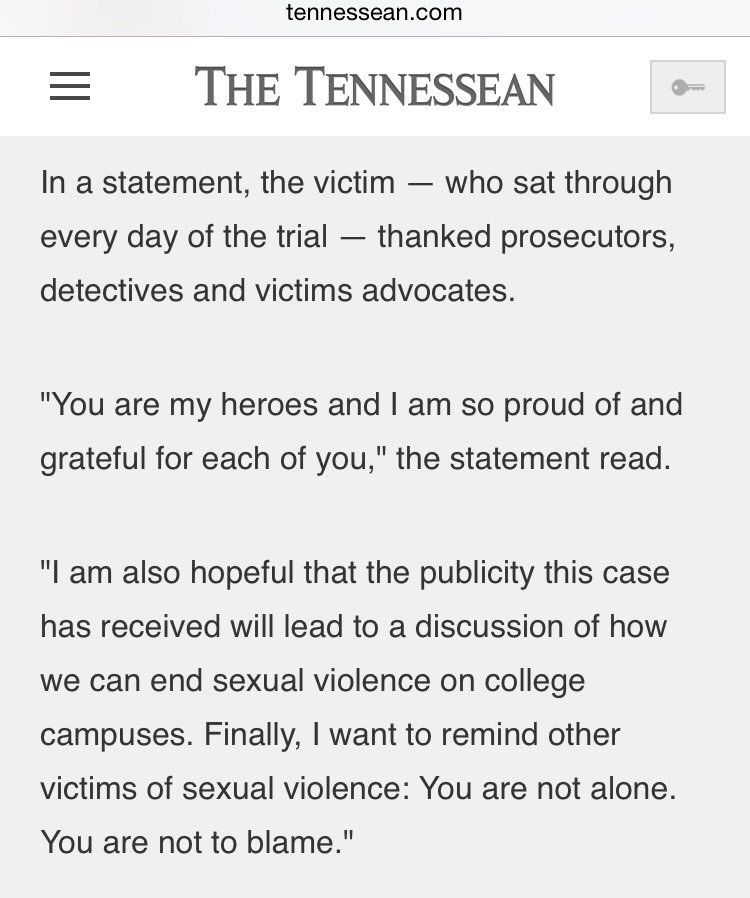 tennessean.com
THE TENNESSEAN
In a statement, the victim — who sat through
every day of the trial — thanked prosecutors,
detectives and victims advocates.
"You are my heroes and I am so proud of and
grateful for each of you," the statement read.
"I am also hopeful that the publicity this case
has received will lead to a discussion of how
we can end sexual violence on college
campuses. Finally, I want to remind other
victims of sexual violence: You are not alone.
You are not to blame."